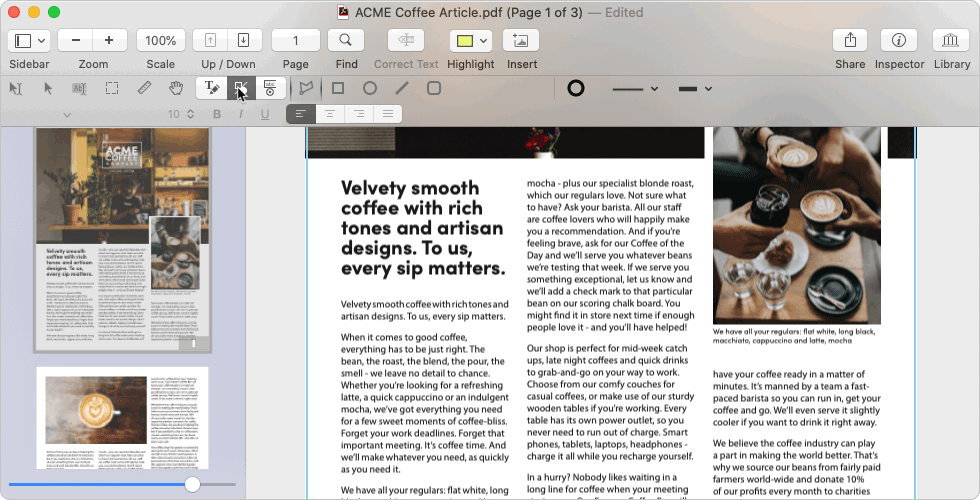 ACME Coffee Article.pdf (Page 1 of 3) — Edited
100%
1
Sidebar
Zoom
Scale
Up / Down
Page
Find
Correct Text
Highlight
Insert
Share
Inspector
Library
T
abc
10
B I U
ACME
COFFEE
COMPANY
Velvety smooth
coffee with rich
tones and artisan
designs. To us,
every sip matters.
1
Velvety smooth
coffee with rich
tones and artisan
designs. To us,
every sip matters.
Velvety smooth coffee with rich tones and
artisan designs. To us, every sip matters.
When it comes to good coffee,
everything has to be just right. The
bean, the roast, the blend, the pour, the
smell - we leave no detail to chance.
Whether you're looking for a refreshing
latte, a quick cappuccino or an indulgent
mocha, we've got everything you need
for a few sweet moments of coffee-bliss.
Forget your work deadlines. Forget that
important meeting. It's coffee time. And
we'll make whatever you need, as quickly
as you need it.
We have all your regulars: flat white, long
mocha - plus our specialist blonde roast,
which our regulars love. Not sure what
to have? Ask your barista. All our staff
are coffee lovers who will happily make
you a recommendation. And if you're
feeling brave, ask for our Coffee of the
Day and we'll serve you whatever beans
we're testing that week. If we serve you
something exceptional, let us know and
we'll add a check mark to that particular
bean on our scoring chalk board. You
might find it in store next time if enough
people love it - and you'll have helped!
Our shop is perfect for mid-week catch
ups, late night coffees and quick drinks
to grab-and-go on your way to work.
Choose from our comfy couches for
casual coffees, or make use of our sturdy
wooden tables if you're working. Every
table has its own power outlet, so you
never need to run out of charge. Smart
phones, tablets, laptops, headphones -
charge it all while you recharge yourself.
In a hurry? Nobody likes waiting in a
long line for coffee when your meeting
We have all your regulars: flat white, long black,
macchiato, cappuccino and latte, mocha
have your coffee ready in a matter of
minutes. It's manned by a team a fast-
paced barista so you can run in, get your
coffee and go. We'll even serve it slightly
cooler if you want to drink it right away.
We believe the coffee industry can play
a part in making the world better. That's
why we source our beans from fairly paid
farmers world-wide and donate 10%
of our profits every month to charities